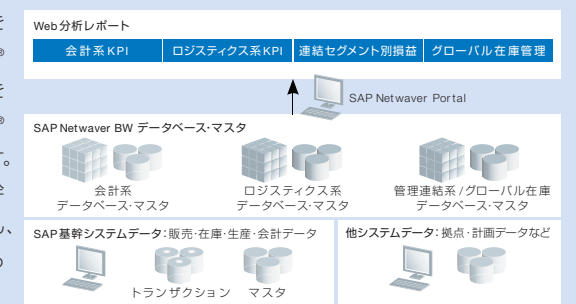 Web分析レポート
会計系KPI ロジスティクス系KPI 連結セグメント別損益 グローバル在庫管理
SAP Netwaver Portal
SAP Netwaver BW データベース・マスタ
会計系
データベース・マスタ
ロジスティクス系
データベース・マスタ
管理連結系/グローバル在庫
データベース・マスタ
SAP基幹システムデータ：販売・在庫・生産・会計データ
トランザクション マスタ
他システムデータ：拠点・計画データなど